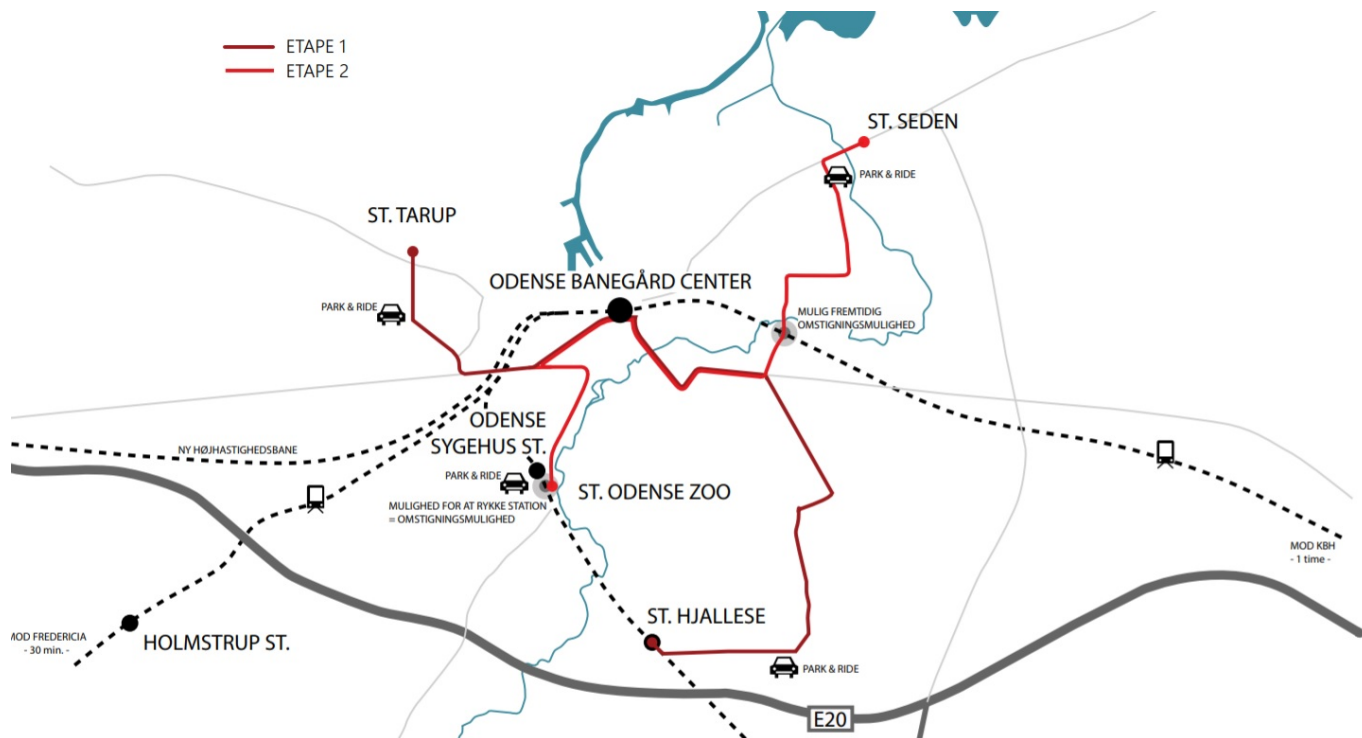 ETAPE 1
ETAPE 2
ST. SEDEN
PARK & RIDE
ST. TARUP
ODENSE BANEGÅRD CENTER
PARK & RIDE
MULIG FREMTIDIG
OMSTIGNINGSMULIGHED
ODENSE
SYGEHUS ST.
NY HØJHASTIGHEDSBANE
PARK & RIDE
ST. ODENSE ZOO
MULIGHED FOR AT RYKKE STATION
= OMSTIGNINGSMULIGHED
MOD KBH
- 1 time -
ST. HJALLESE
MOD FREDERICIA
- 30 min. -
HOLMSTRUP ST.
PARK & RIDE
E20